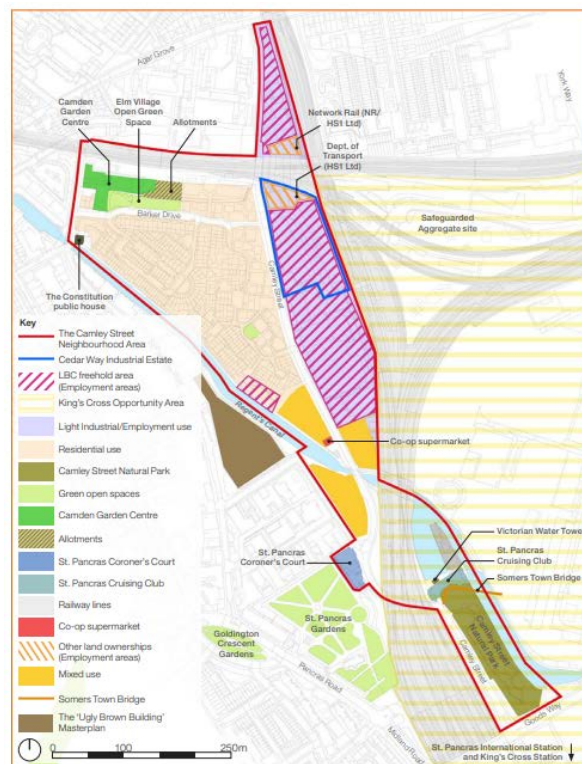 Agar Grove
York Way
Camden
Garden
Centre
Elm Village
Open Green
Space
Allotments
Network Rail (NR/
HS1 Ltd)
Dept. of
Transport
(HS1 Ltd)
Barker Drive
Safeguarded
Aggregate site
Camley Street
The Constitution
public house
Key
The Camley Street
Neighbourhood Area
Cedar Way Industrial Estate
LBC freehold area
(Employment areas)
King's Cross Opportunity Area
Light Industrial/Employment use
Residential use
Camley Street Natural Park
Green open spaces
Camden Garden Centre
Allotments
St. Pancras Coroner's Court
St. Pancras Cruising Club
Railway lines
Co-op supermarket
Other land ownerships
(Employment areas)
Mixed use
Somers Town Bridge
The 'Ugly Brown Building'
Masterplan
0 100 250m
Regent's Canal
Co-op supermarket
St. Pancras
Coroner's Court
Victorian Water Tower
St. Pancras
Cruising Club
Somers Town Bridge
St. Pancras
Gardens
Goldington
Crescent
Gardens
Pancras Road
Camley Street
Camley Street
Natural Park
Goods Way
Midland Road
St. Pancras International Station
and King's Cross Station